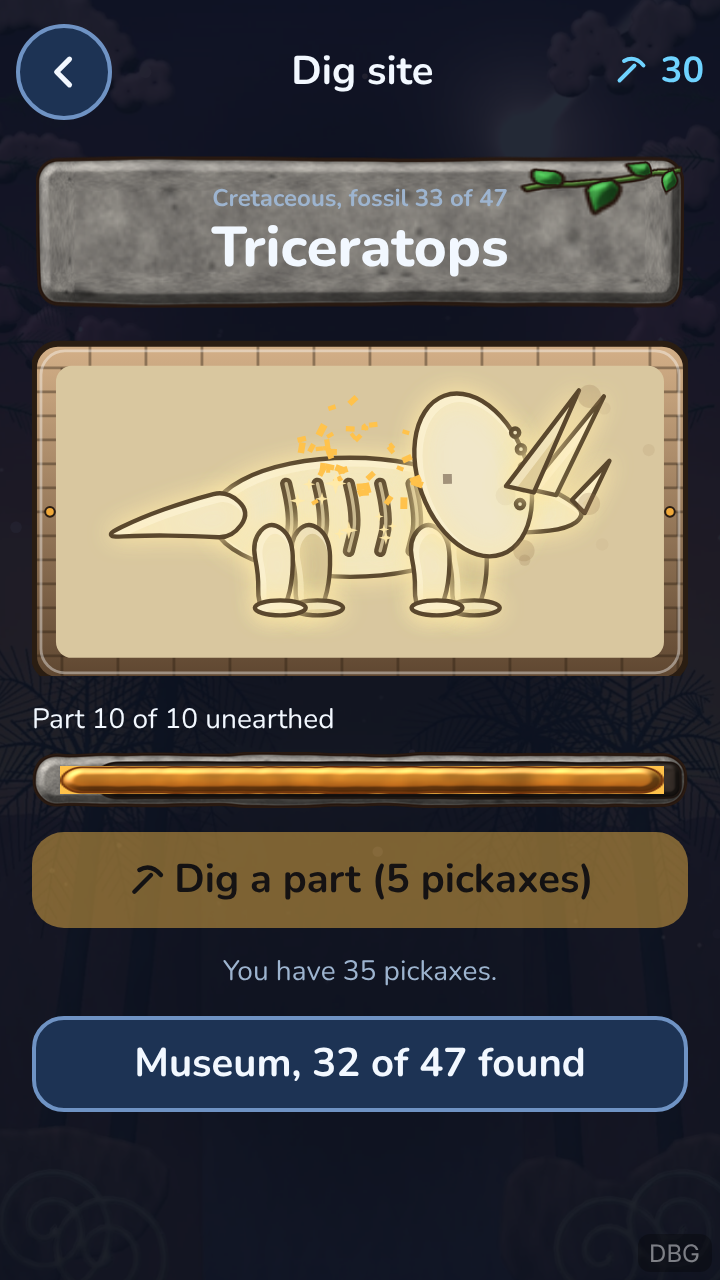 Dig site
30
Cretaceous, fossil 33 of 47
Triceratops
Part 10 of 10 unearthed
Dig a part (5 pickaxes)
You have 35 pickaxes.
Museum, 32 of 47 found
DBG